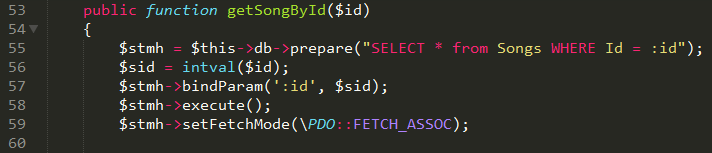 53 public function getSongById($id)
54 {
55 $stmh = $this->db->prepare("SELECT * from Songs WHERE Id = :id");
56 $sid = intval($id);
57 $stmh->bindParam(':id', $sid);
58 $stmh->execute();
59 $stmh->setFetchMode(\PDO::FETCH_ASSOC);
60